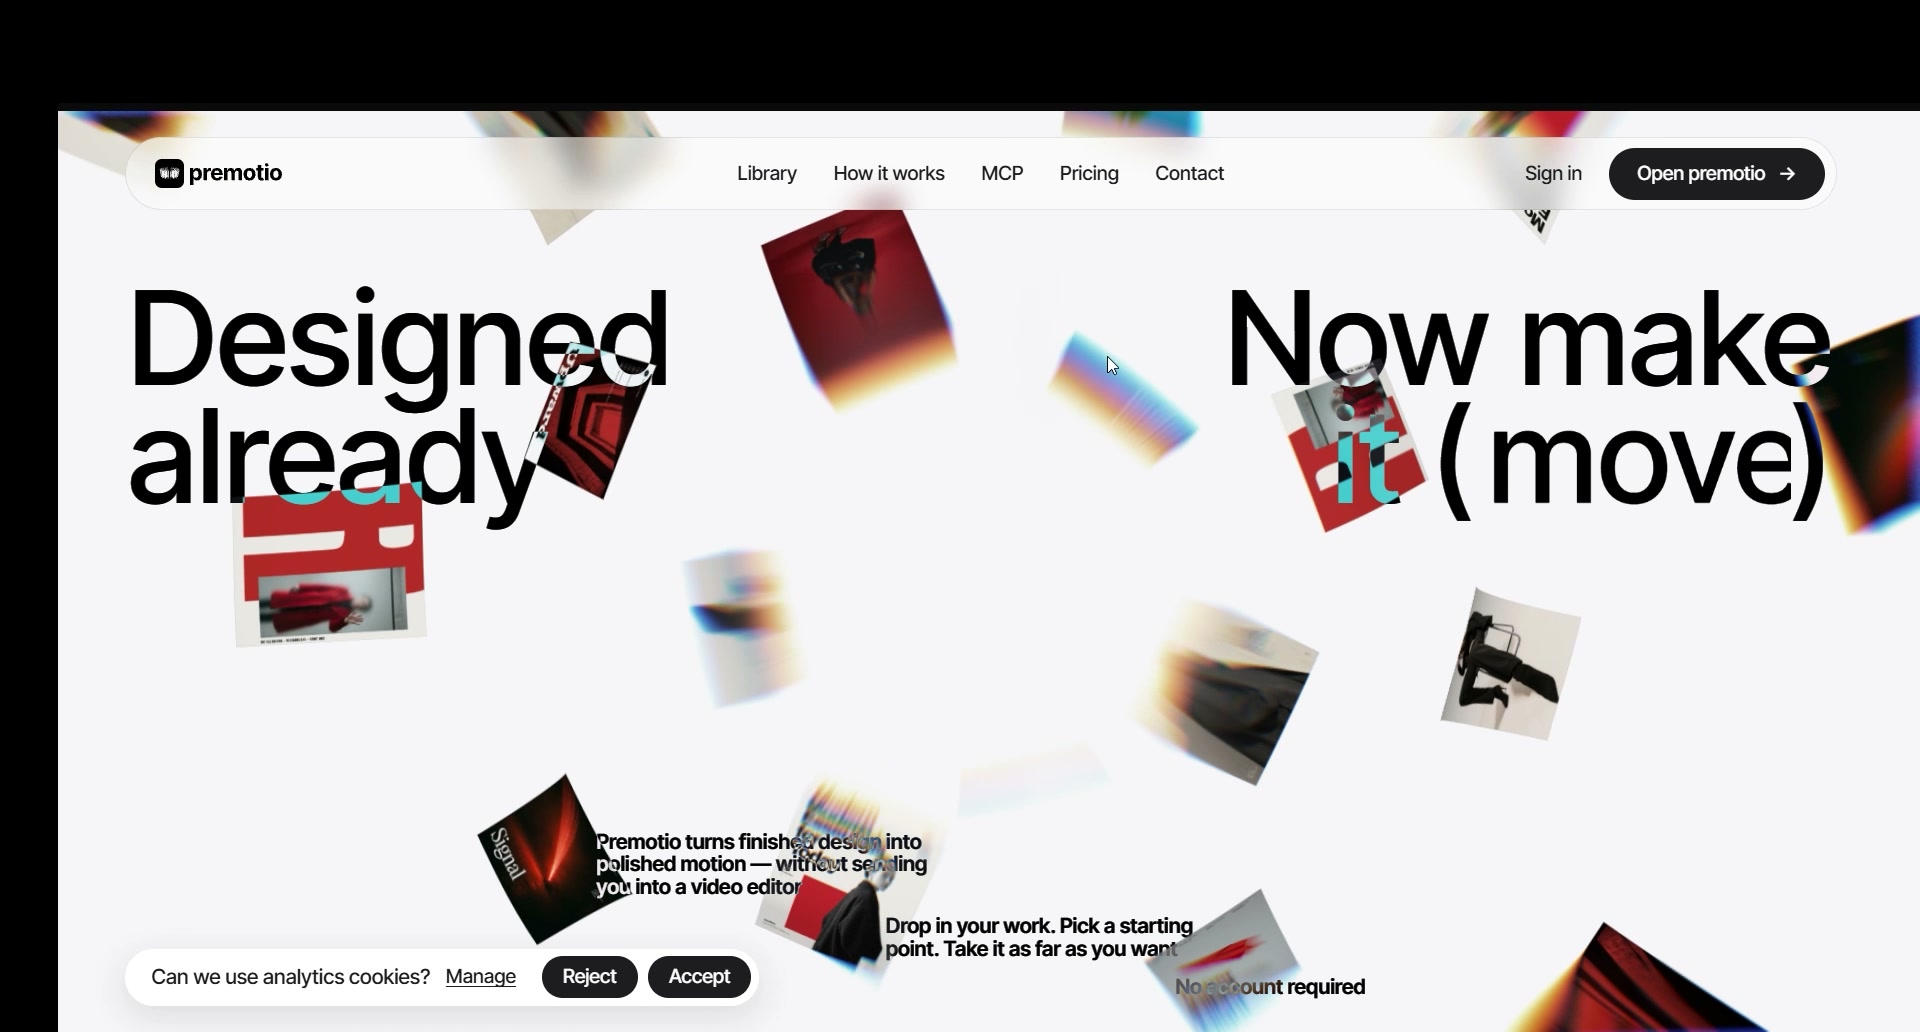 premotio
Library
How it works
MCP
Pricing
Contact
Sign in
Open premotio
Designed
already
Now make
it (move)
Signal
Premotio turns finished design into
polished motion — without sending
you into a video editor
Drop in your work. Pick a starting
point. Take it as far as you want
No account required
Can we use analytics cookies?
Manage
Reject
Accept